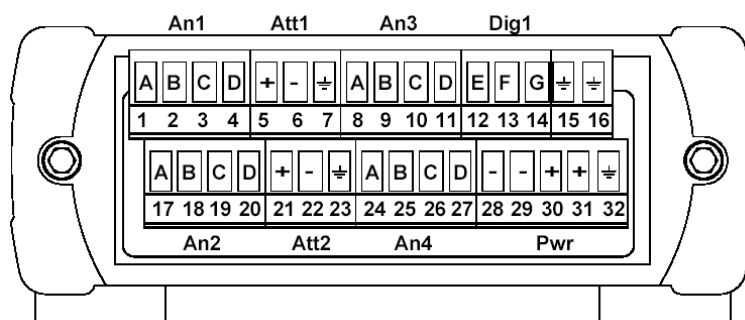 An1 Att1 An3 Dig1
A B C D + - ⏚ A B C D E F G ⏚ ⏚
1 2 3 4 5 6 7 8 9 10 11 12 13 14 15 16
A B C D + - ⏚ A B C D - - + + ⏚
17 18 19 20 21 22 23 24 25 26 27 28 29 30 31 32
An2 Att2 An4 Pwr